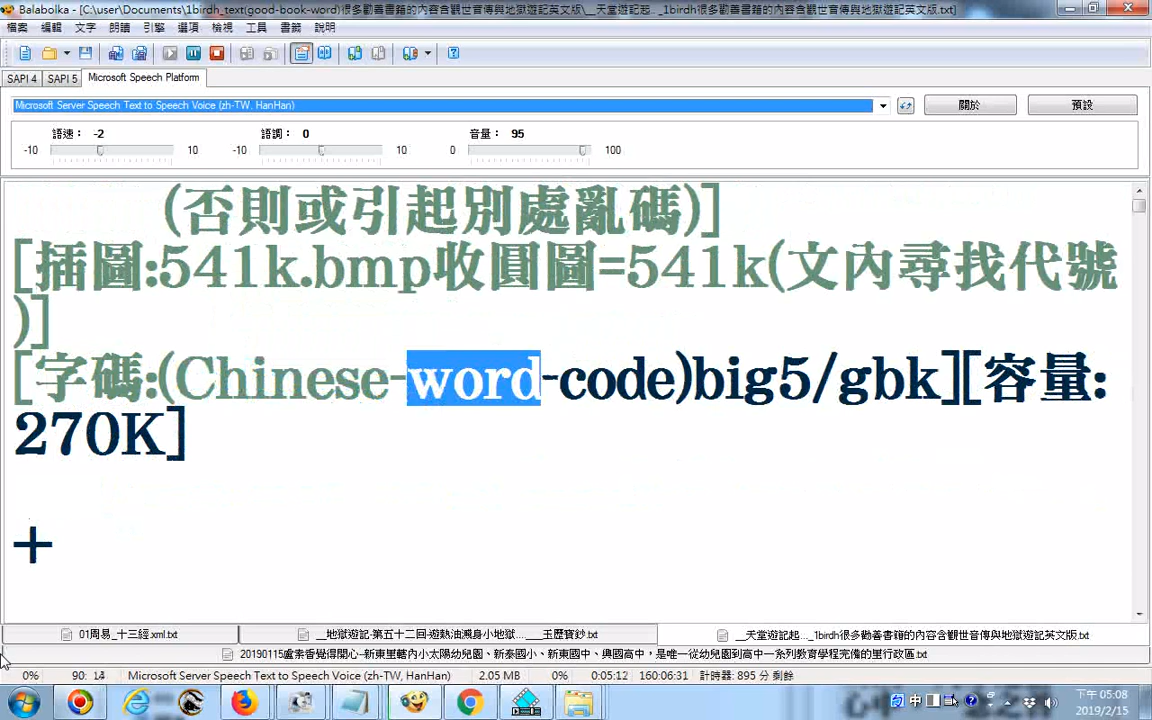 Balabolka - [C:\user\Documents\1birdh_text(good-book-word)很多勸善書籍的內容含觀世音傳與地獄遊記英文版\__天堂遊記起..._1birdh很多勸善書籍的內容含觀世音傳與地獄遊記英文版.txt]
檔案 編輯 文字 朗讀 引擎 選項 檢視 工具 書籤 說明
SAPI 4 SAPI 5 Microsoft Speech Platform
Microsoft Server Speech Text to Speech Voice (zh-TW, HanHan) 關於 預設
語速： -2 語調： 0 音量： 95
-10 10 -10 10 0 100
(否則或引起別處亂碼)]
[插圖:541k.bmp收圓圖=541k(文內尋找代號
)]
[字碼:(Chinese-word-code)big5/gbk][容量:
270K]
+
01周易_十三經.xml.txt __地獄遊記-第五十二回-遊熱油濺身小地獄...___玉歷寶鈔.txt __天堂遊記起..._1birdh很多勸善書籍的內容含觀世音傳與地獄遊記英文版.txt
20190115盧素香覺得開心-新東里轄內小太陽幼兒園、新泰國小、新東國中、興國高中，是唯一從幼兒園到高中一系列教育學程完備的里行政區.txt
0% 90: 14 Microsoft Server Speech Text to Speech Voice (zh-TW, HanHan) 2.05 MB 0% 0:05:12 160:06:31 計時器： 895 分 剩餘
中 下午 05:08
2019/2/15